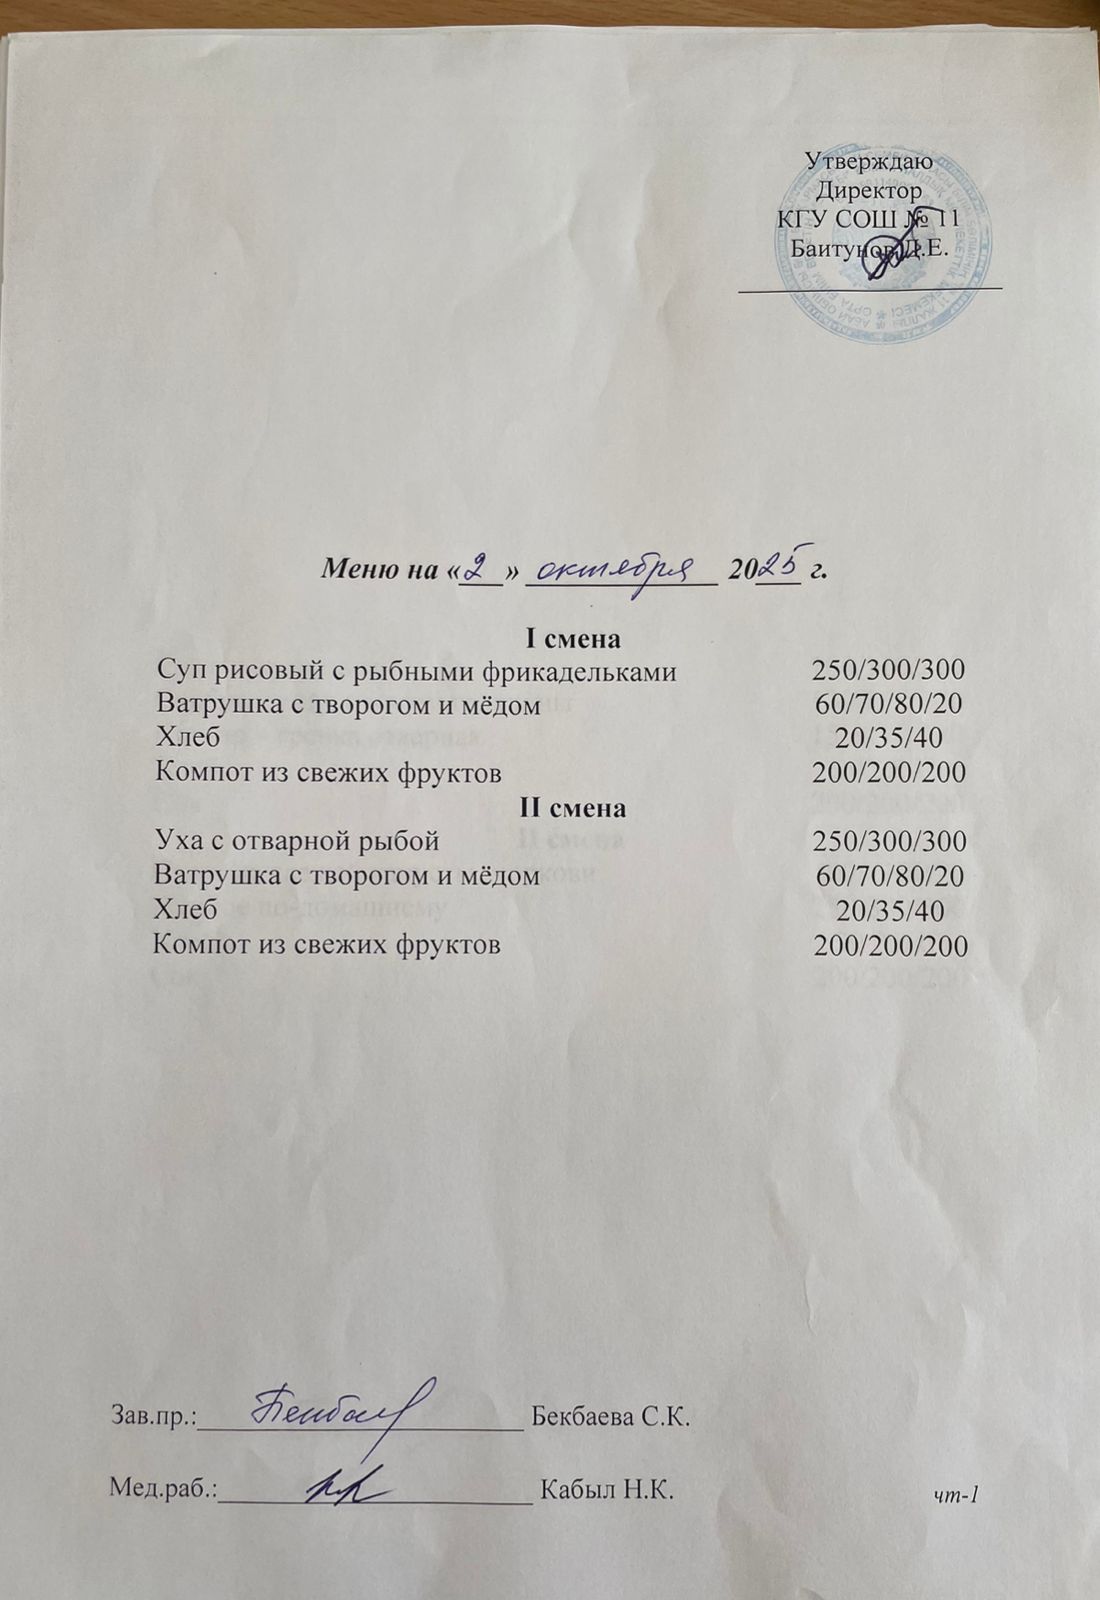 Утверждаю
Директор
КГУ СОШ № 11
Баитунов Д.Е.
Меню на «2» октября 2025 г.
I смена
Суп рисовый с рыбными фрикадельками 250/300/300
Ватрушка с творогом и мёдом 60/70/80/20
Хлеб 20/35/40
Компот из свежих фруктов 200/200/200
II смена
Уха с отварной рыбой 250/300/300
Ватрушка с творогом и мёдом 60/70/80/20
Хлеб 20/35/40
Компот из свежих фруктов 200/200/200
Зав.пр.: Бекбаева С.К.
Мед.раб.: Кабыл Н.К.
чт-1